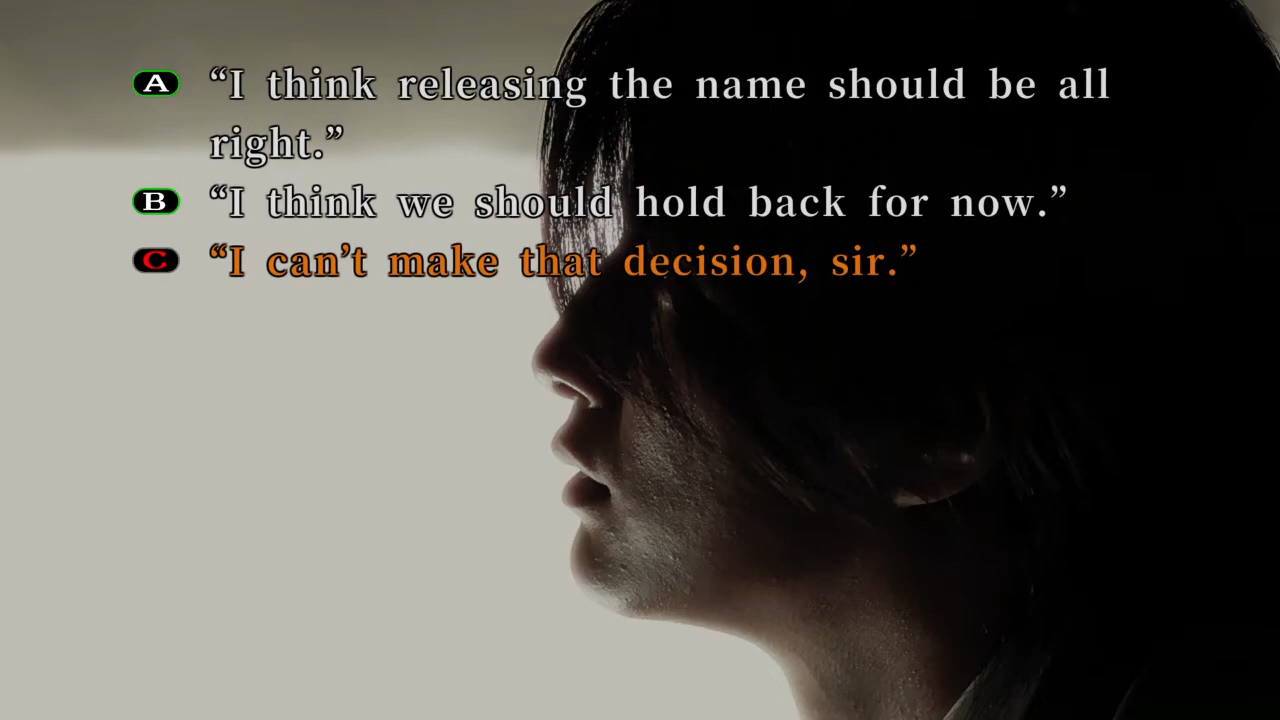 A “I think releasing the name should be all
right.”
B “I think we should hold back for now.”
C “I can’t make that decision, sir.”